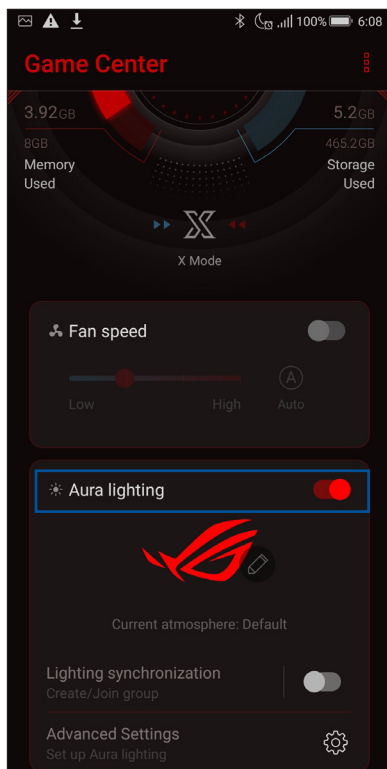 100% 6:08
Game Center
3.92GB 5.2GB
8GB 465.2GB
Memory Storage
Used Used
X Mode
Fan speed
A
Low High Auto
Aura lighting
Current atmosphere: Default
Lighting synchronization
Create/Join group
Advanced Settings
Set up Aura lighting